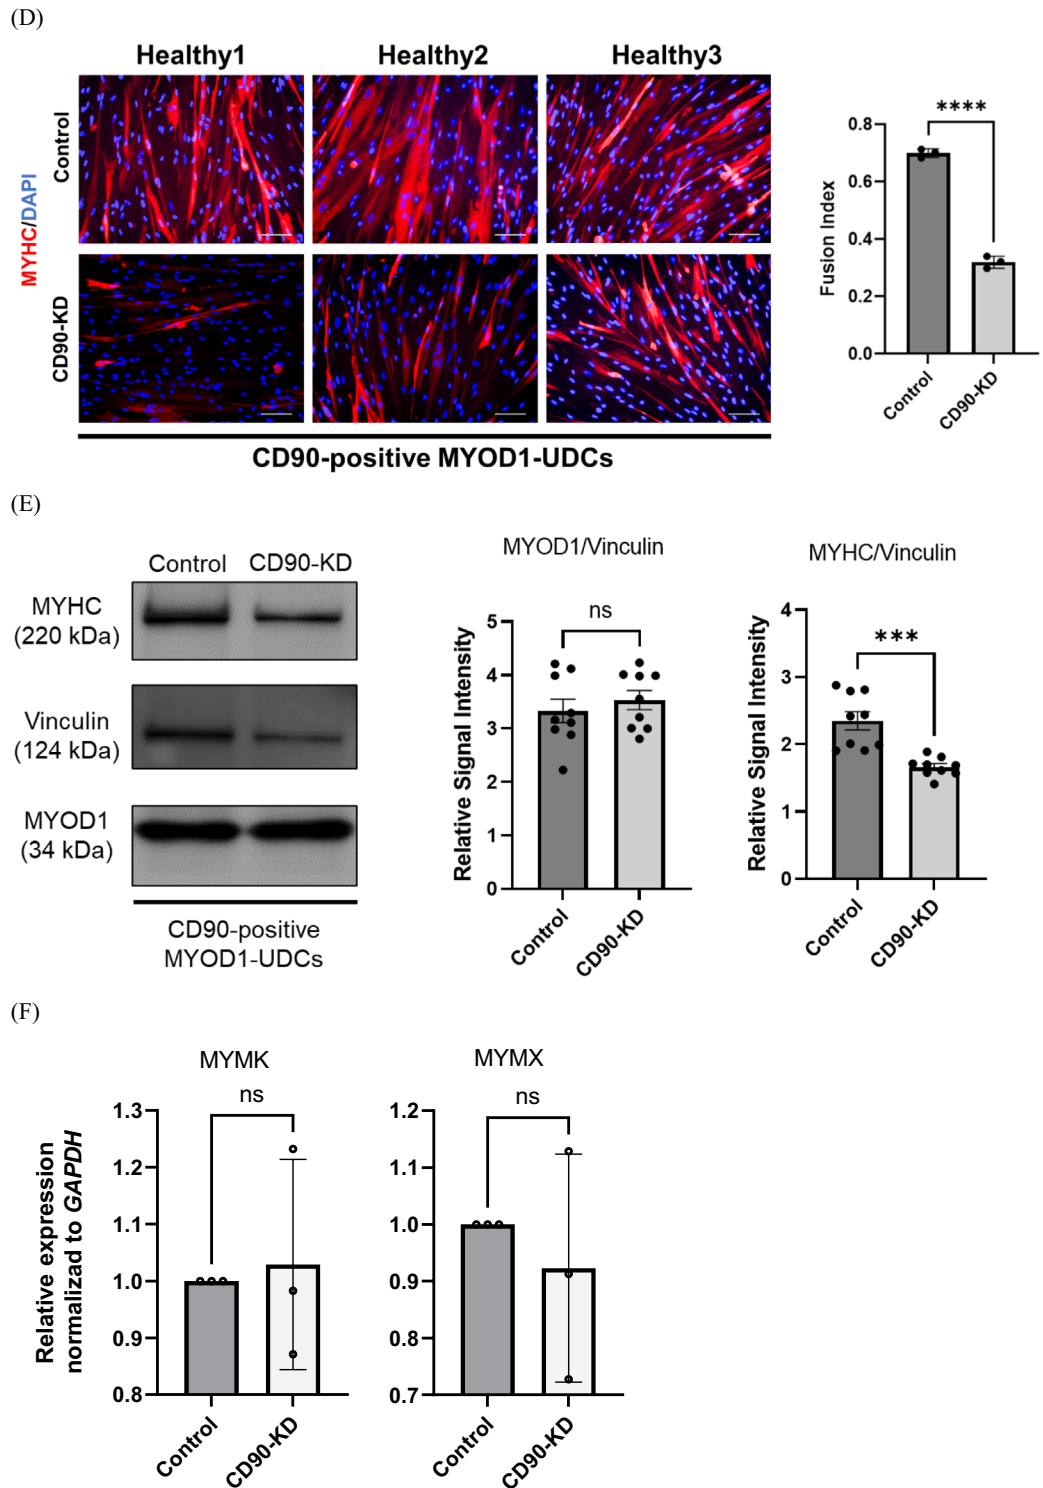 (D)
Healthy1 Healthy2 Healthy3
MYHC/DAPI
Control
CD90-KD
CD90-positive MYOD1-UDCs
****
Fusion Index
0.8
0.6
0.4
0.2
0.0
Control
CD90-KD
(E)
Control CD90-KD
MYHC
(220 kDa)
Vinculin
(124 kDa)
MYOD1
(34 kDa)
CD90-positive
MYOD1-UDCs
MYOD1/Vinculin
ns
Relative Signal Intensity
5
4
3
2
1
0
Control
CD90-KD
MYHC/Vinculin
***
Relative Signal Intensity
4
3
2
1
0
Control
CD90-KD
(F)
MYMK
ns
Relative expression
normalizad to GAPDH
1.3
1.2
1.1
1.0
0.9
0.8
Control
CD90-KD
MYMX
ns
1.2
1.1
1.0
0.9
0.8
0.7
Control
CD90-KD